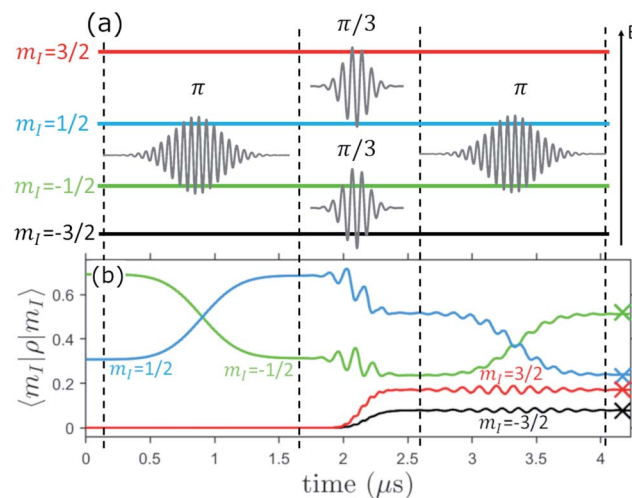 (a)
π/3
E
m_I=3/2
π
π
m_I=1/2
π/3
m_I=-1/2
m_I=-3/2
(b)
⟨m_I|ρ|m_I⟩
0.6
0.4
0.2
0
m_I=1/2
m_I=-1/2
m_I=3/2
m_I=-3/2
0 0.5 1 1.5 2 2.5 3 3.5 4
time (μs)